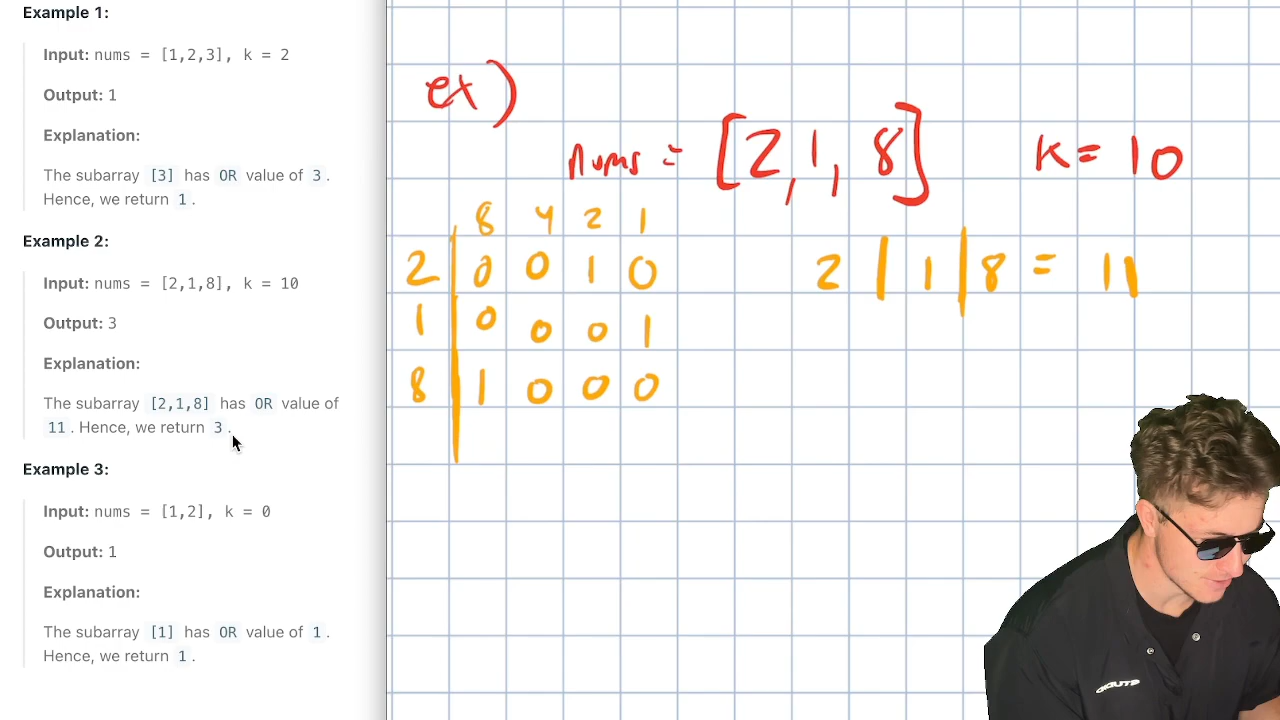 Example 1:
Input: nums = [1,2,3], k = 2
Output: 1
Explanation:
The subarray [3] has OR value of 3.
Hence, we return 1.
Example 2:
Input: nums = [2,1,8], k = 10
Output: 3
Explanation:
The subarray [2,1,8] has OR value of
11. Hence, we return 3.
Example 3:
Input: nums = [1,2], k = 0
Output: 1
Explanation:
The subarray [1] has OR value of 1.
Hence, we return 1.
ex)
nums = [2,1,8] k = 10
8 4 2 1
2 | 0 0 1 0
1 | 0 0 0 1
8 | 1 0 0 0
2 | 1 | 8 = 11